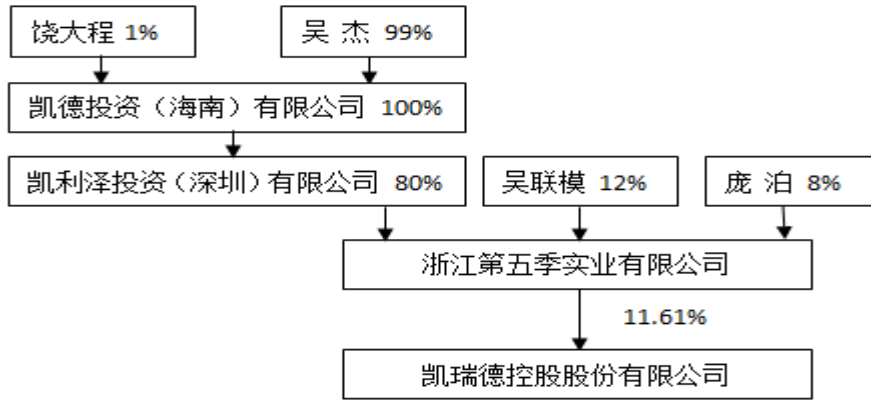 饶大程 1%
吴 杰 99%
凯德投资（海南）有限公司 100%
凯利泽投资（深圳）有限公司 80%
吴联模 12%
庞 泊 8%
浙江第五季实业有限公司
11.61%
凯瑞德控股股份有限公司